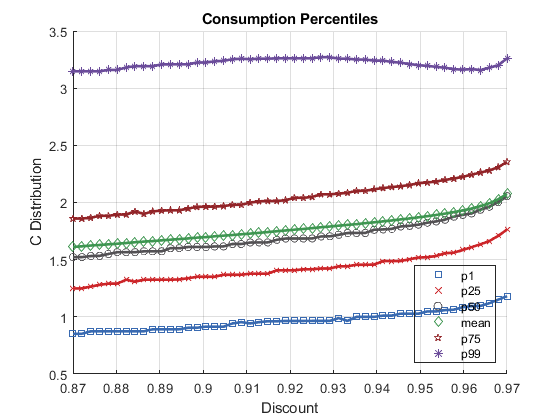 Consumption Percentiles
3.5
3
2.5
2
1.5
1
0.5
C Distribution
p1
p25
p50
mean
p75
p99
0.87 0.88 0.89 0.9 0.91 0.92 0.93 0.94 0.95 0.96 0.97
Discount